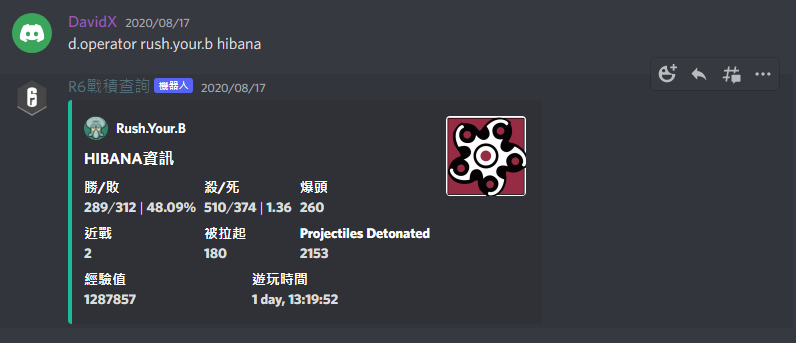 DavidX 2020/08/17
d.operator rush.your.b hibana
R6戰積查詢 機器人 2020/08/17
Rush.Your.B
HIBANA資訊
勝/敗 殺/死 爆頭
289/312 | 48.09% 510/374 | 1.36 260
近戰 被拉起 Projectiles Detonated
2 180 2153
經驗值 遊玩時間
1287857 1 day, 13:19:52